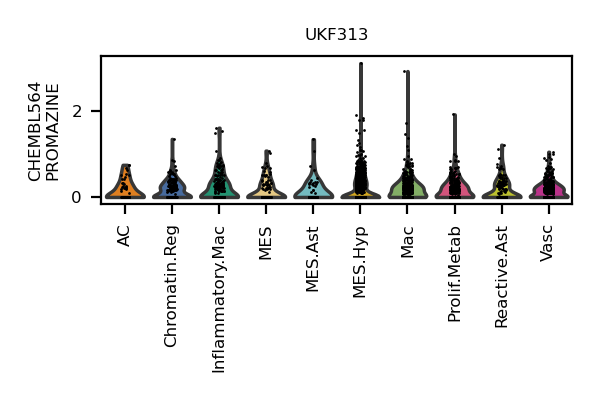 UKF313
CHEMBL564
PROMAZINE
2
0
AC
Chromatin.Reg
Inflammatory.Mac
MES
MES.Ast
MES.Hyp
Mac
Prolif.Metab
Reactive.Ast
Vasc